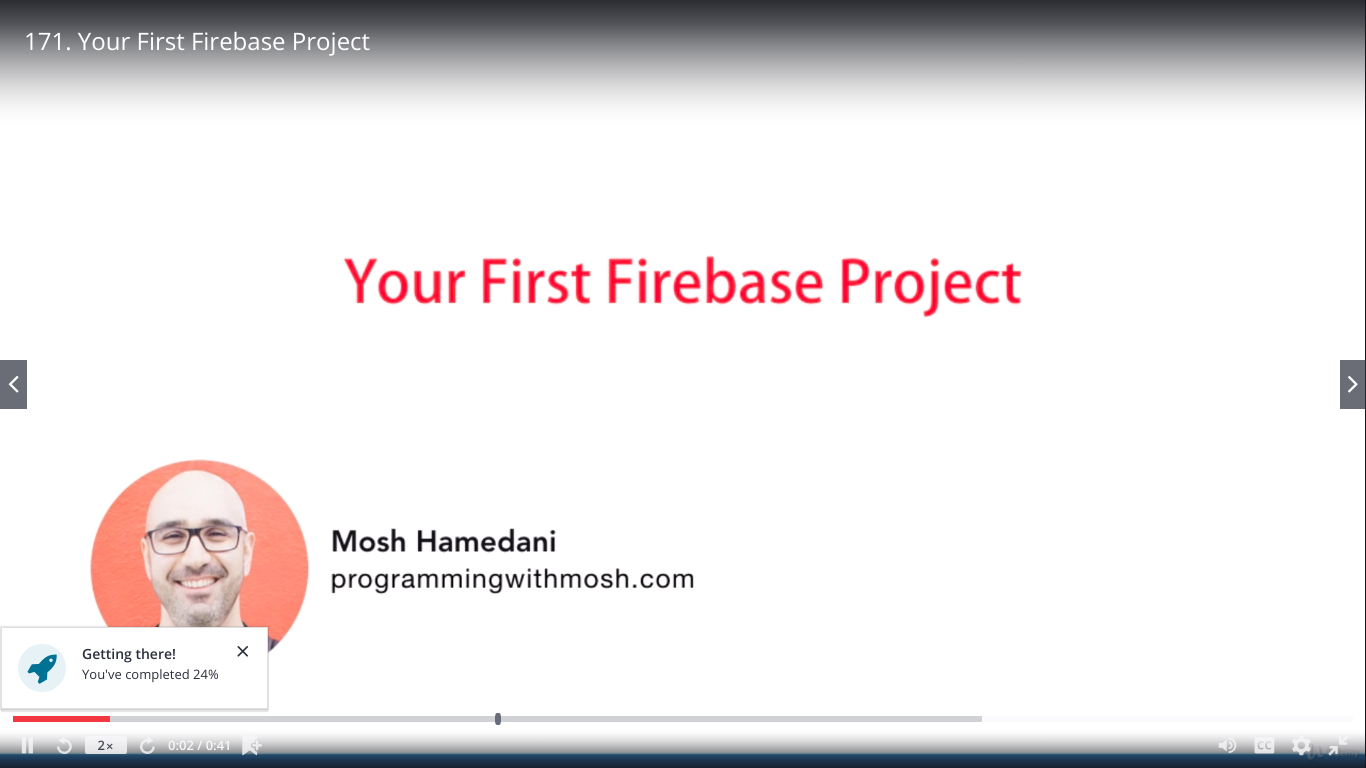 171. Your First Firebase Project
Your First Firebase Project
Mosh Hamedani
programmingwithmosh.com
Getting there!
You've completed 24%
2×
0:02 / 0:41
CC